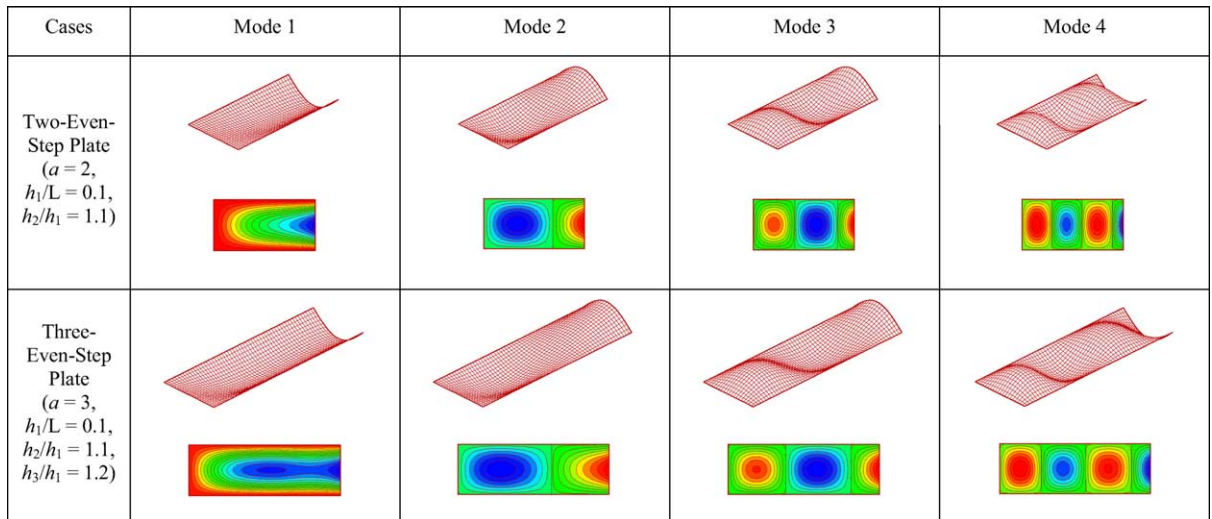 Cases
Mode 1
Mode 2
Mode 3
Mode 4
Two-Even-
Step Plate
(a = 2,
h₁/L = 0.1,
h₂/h₁ = 1.1)
Three-
Even-Step
Plate
(a = 3,
h₁/L = 0.1,
h₂/h₁ = 1.1,
h₃/h₁ = 1.2)